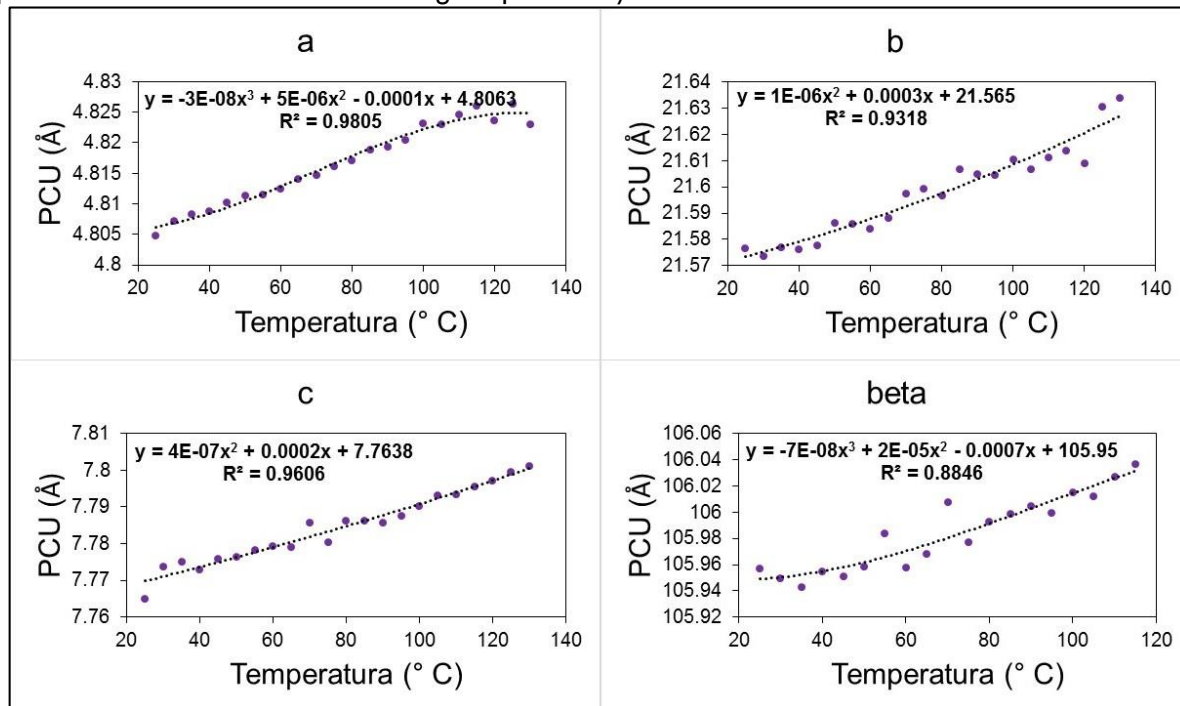 a
y = -3E-08x³ + 5E-06x² - 0.0001x + 4.8063
R² = 0.9805
PCU (Å)
4.83
4.825
4.82
4.815
4.81
4.805
4.8
20 40 60 80 100 120 140
Temperatura (° C)
b
y = 1E-06x² + 0.0003x + 21.565
R² = 0.9318
PCU (Å)
21.64
21.63
21.62
21.61
21.6
21.59
21.58
21.57
20 40 60 80 100 120 140
Temperatura (° C)
c
y = 4E-07x² + 0.0002x + 7.7638
R² = 0.9606
PCU (Å)
7.81
7.8
7.79
7.78
7.77
7.76
20 40 60 80 100 120 140
Temperatura (° C)
beta
y = -7E-08x³ + 2E-05x² - 0.0007x + 105.95
R² = 0.8846
PCU (Å)
106.06
106.04
106.02
106
105.98
105.96
105.94
105.92
20 40 60 80 100 120
Temperatura (° C)